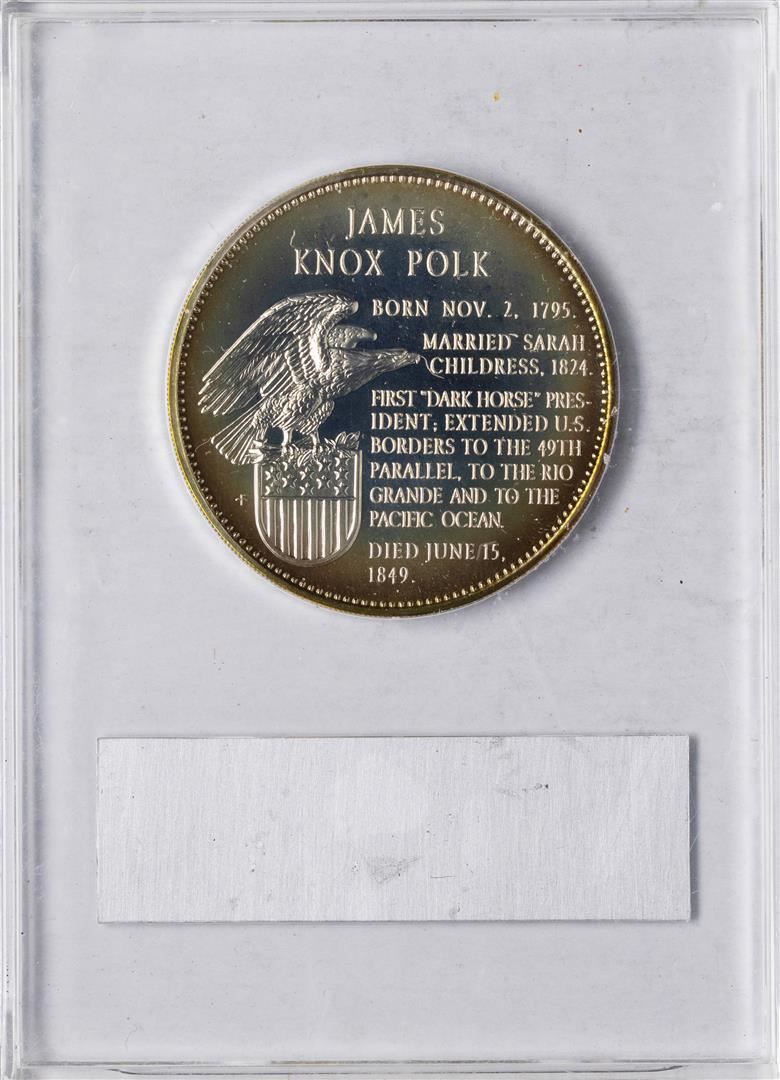 JAMES
KNOX POLK
BORN NOV. 2, 1795.
MARRIED SARAH
CHILDRESS, 1824.
FIRST "DARK HORSE" PRES-
IDENT; EXTENDED U.S.
BORDERS TO THE 49TH
PARALLEL, TO THE RIO
GRANDE AND TO THE
PACIFIC OCEAN.
DIED JUNE 15,
1849.